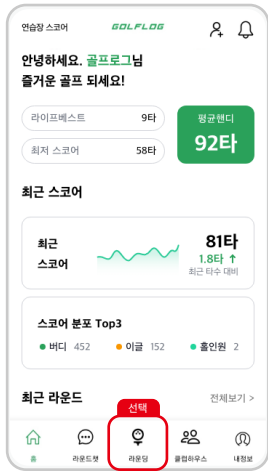 연습장 스코어
GOLFLOG
안녕하세요. 골프로그님
즐거운 골프 되세요!
라이프베스트 9타
최저 스코어 58타
평균핸디
92타
최근 스코어
최근
스코어
81타
1.8타 ↑
최근 타수 대비
스코어 분포 Top3
버디 452
이글 152
홀인원 2
최근 라운드
전체보기 >
선택
홈
라운드챗
라운딩
클럽하우스
내정보